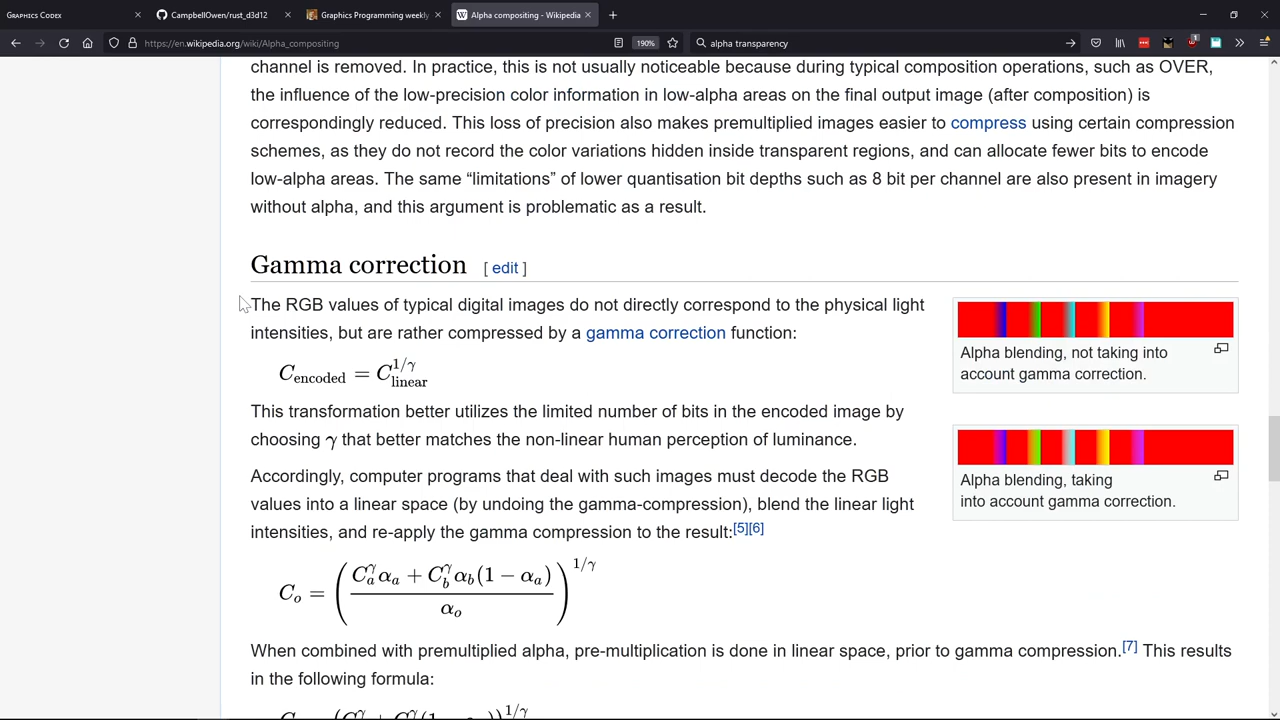 GRAPHICS CODEX
CampbellOwen/rust_d3d12
Graphics Programming weekly
Alpha compositing - Wikipedia
https://en.wikipedia.org/wiki/Alpha_compositing
190%
alpha transparency
1
channel is removed. In practice, this is not usually noticeable because during typical composition operations, such as OVER,
the influence of the low-precision color information in low-alpha areas on the final output image (after composition) is
correspondingly reduced. This loss of precision also makes premultiplied images easier to compress using certain compression
schemes, as they do not record the color variations hidden inside transparent regions, and can allocate fewer bits to encode
low-alpha areas. The same “limitations” of lower quantisation bit depths such as 8 bit per channel are also present in imagery
without alpha, and this argument is problematic as a result.
Gamma correction [ edit ]
The RGB values of typical digital images do not directly correspond to the physical light
intensities, but are rather compressed by a gamma correction function:
C_encoded = C_linear^{1/γ}
This transformation better utilizes the limited number of bits in the encoded image by
choosing γ that better matches the non-linear human perception of luminance.
Accordingly, computer programs that deal with such images must decode the RGB
values into a linear space (by undoing the gamma-compression), blend the linear light
intensities, and re-apply the gamma compression to the result:[5][6]
C_o = ( (C_a^γ α_a + C_b^γ α_b(1 − α_a)) / α_o )^{1/γ}
When combined with premultiplied alpha, pre-multiplication is done in linear space, prior to gamma compression.[7] This results
in the following formula:
Alpha blending, not taking into
account gamma correction.
Alpha blending, taking
into account gamma correction.